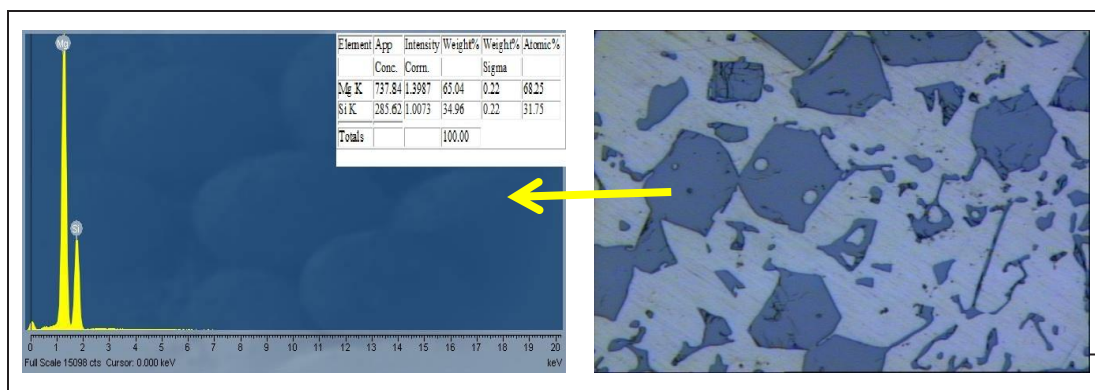 Mg
Element App Intensity Weight% Weight% Atomic%
Conc. Corrn. Sigma
Mg K 737.84 1.3987 65.04 0.22 68.25
Si K 285.62 1.0073 34.96 0.22 31.75
Totals 100.00
Si
0 1 2 3 4 5 6 7 8 9 10 11 12 13 14 15 16 17 18 19 20
Full Scale 15098 cts Cursor: 0.000 keV keV